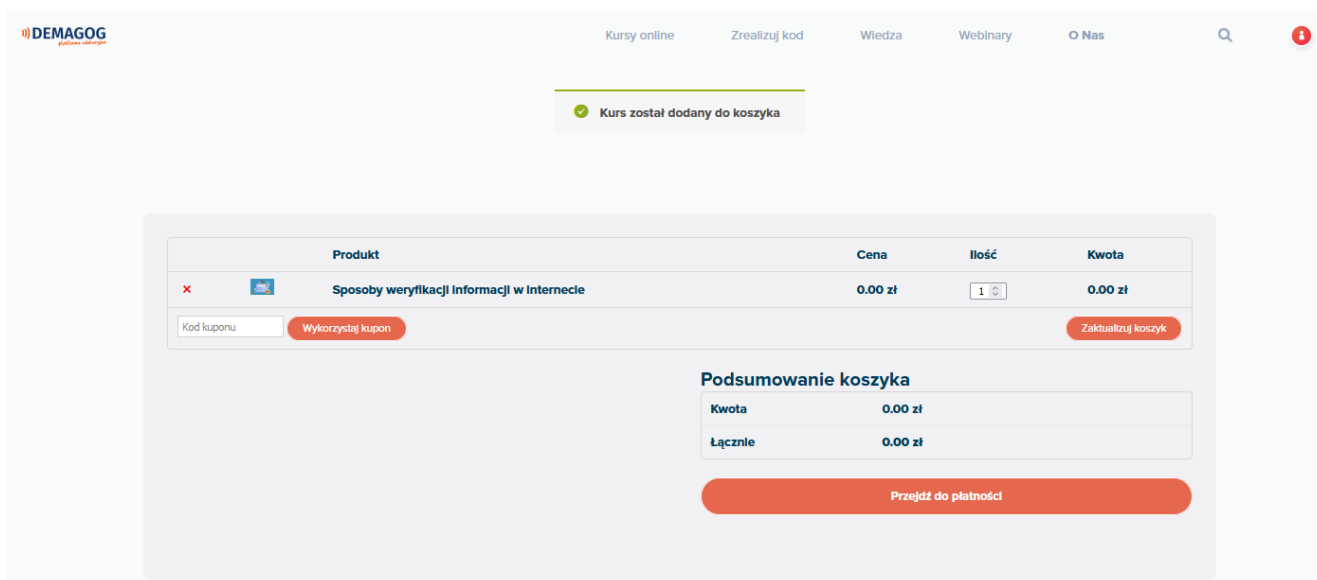 DEMAGOG
platforma edukacyjna
Kursy online Zrealizuj kod Wiedza Webinary O Nas
Kurs został dodany do koszyka
Produkt Cena Ilość Kwota
× Sposoby weryfikacji informacji w Internecie 0.00 zł 1 0.00 zł
Kod kuponu Wykorzystaj kupon Zaktualizuj koszyk
Podsumowanie koszyka
Kwota 0.00 zł
Łącznie 0.00 zł
Przejdź do płatności